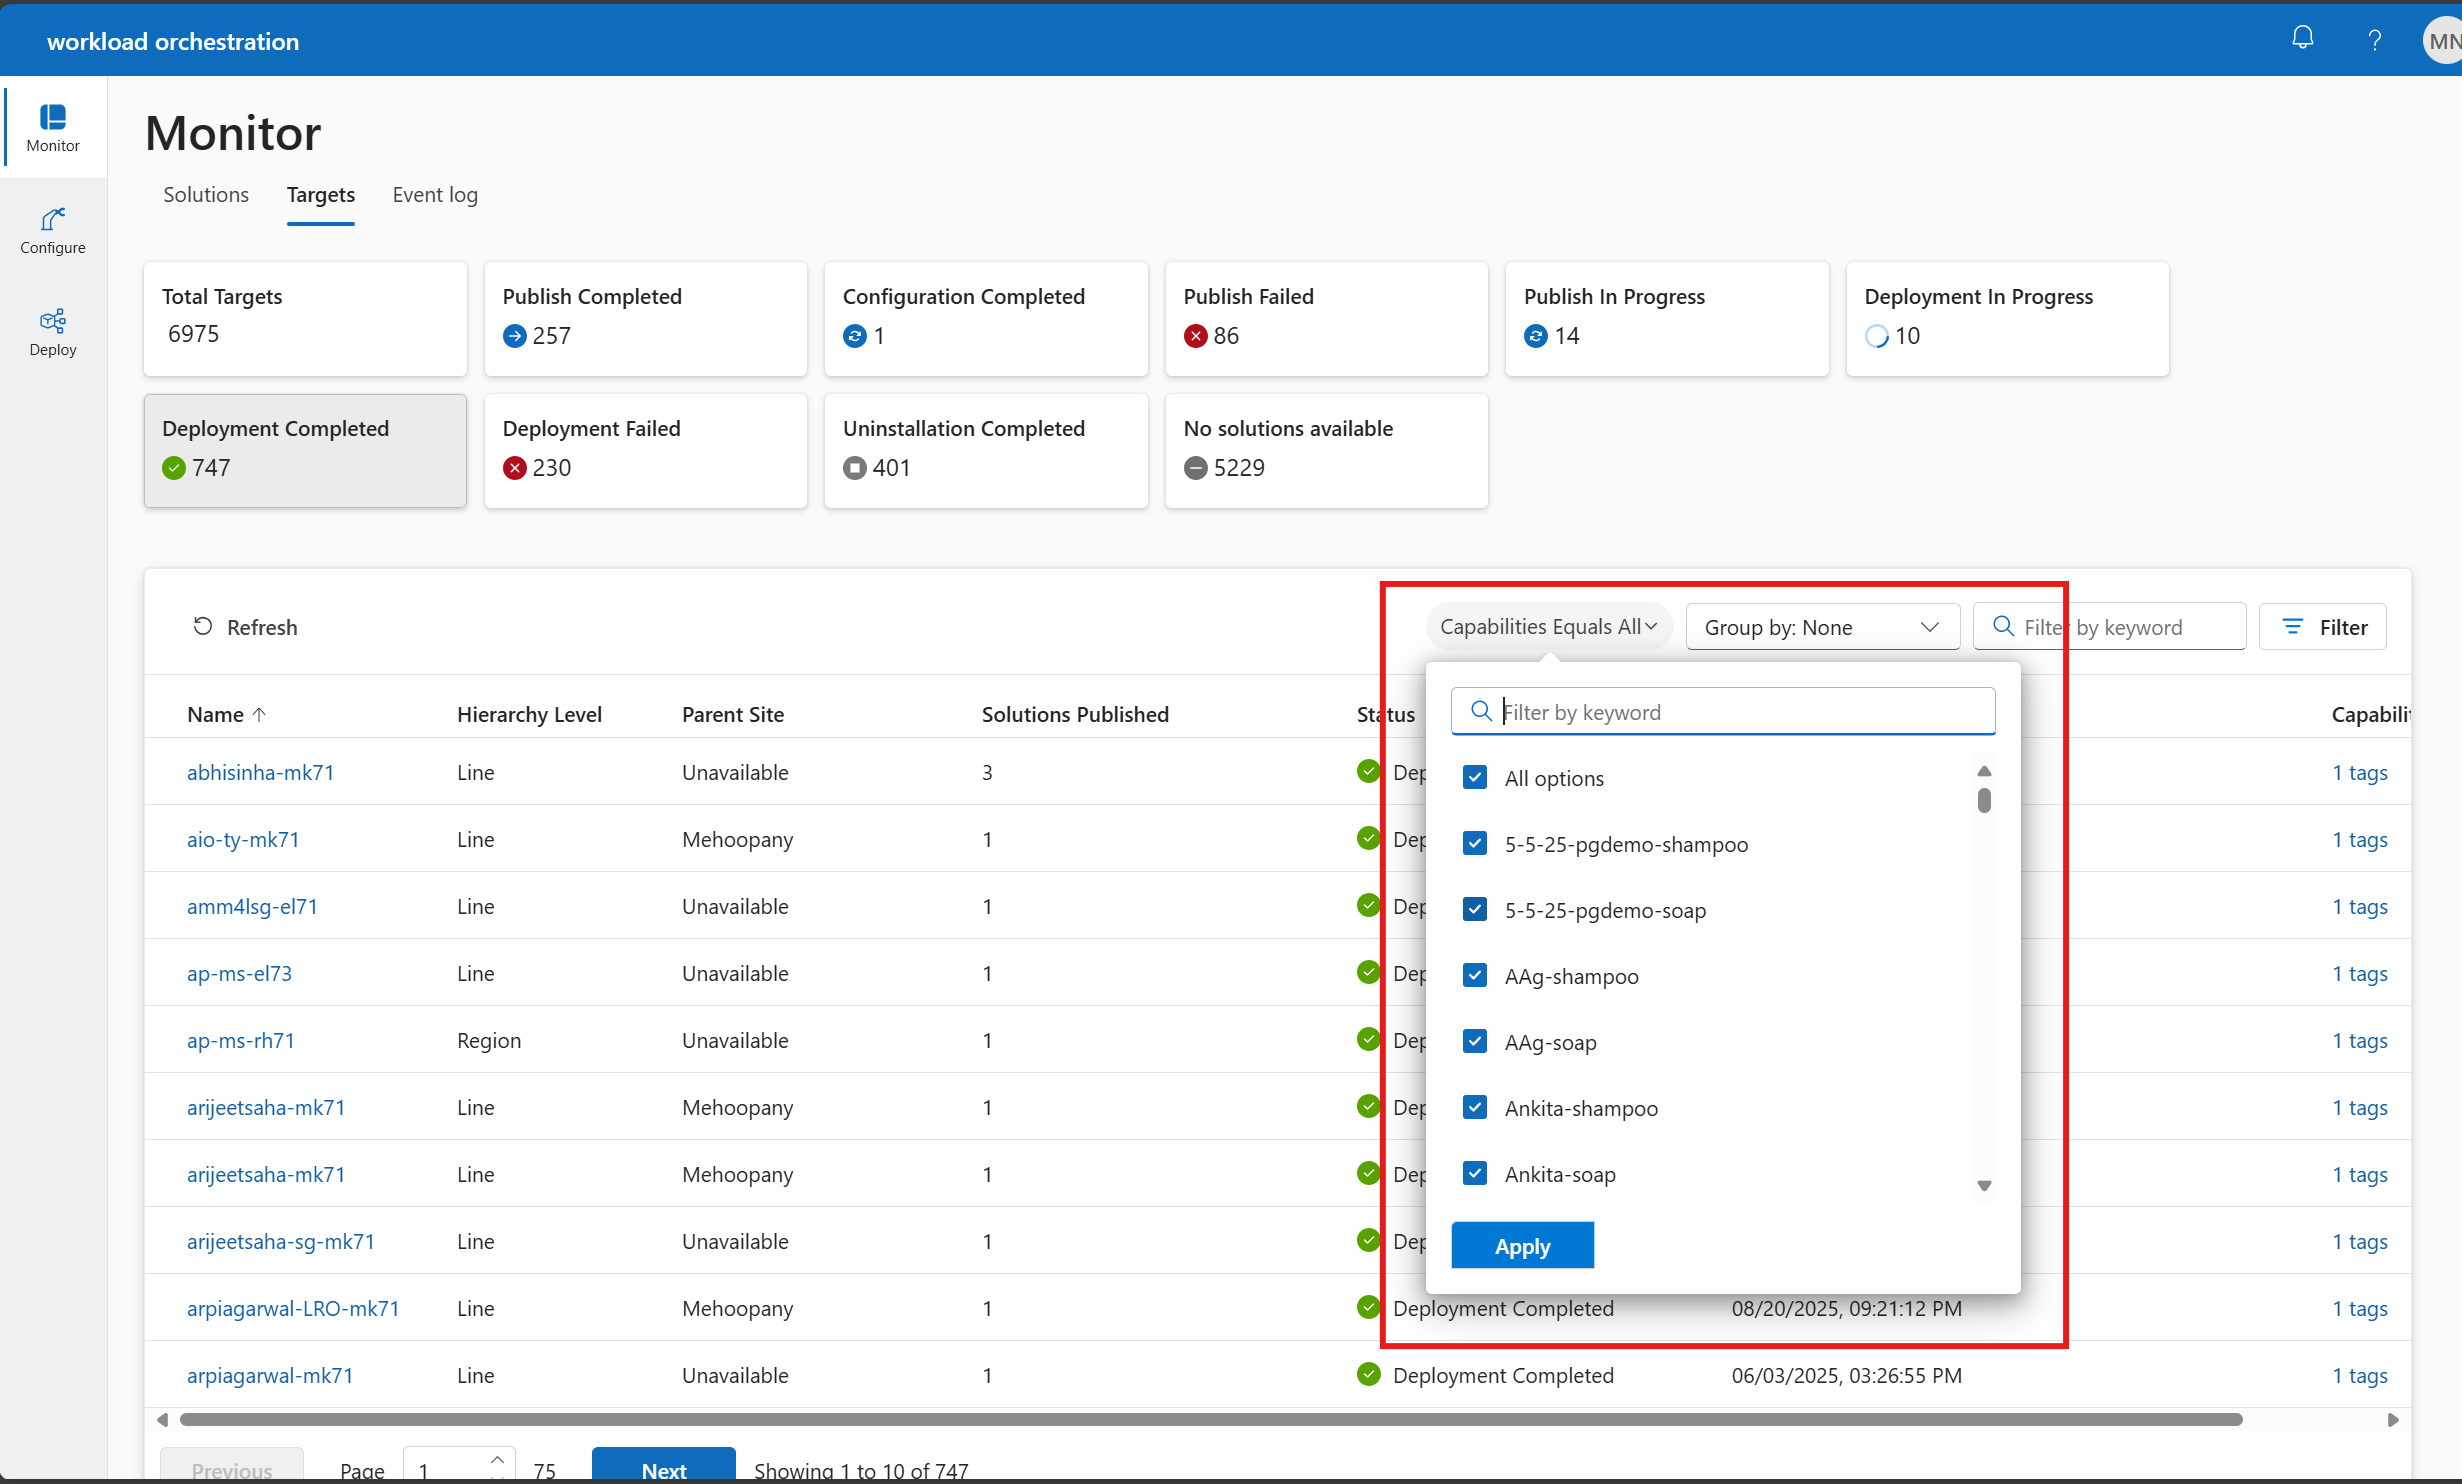 workload orchestration
?
MN
Monitor
Configure
Deploy
Monitor
Solutions Targets Event log
Total Targets
6975
Publish Completed
257
Configuration Completed
1
Publish Failed
86
Publish In Progress
14
Deployment In Progress
10
Deployment Completed
747
Deployment Failed
230
Uninstallation Completed
401
No solutions available
5229
Refresh
Capabilities Equals All
Group by: None
Filter by keyword
Filter
Name Hierarchy Level Parent Site Solutions Published Status Capabilit
abhisinha-mk71 Line Unavailable 3 Dep 1 tags
aio-ty-mk71 Line Mehoopany 1 Dep 1 tags
amm4lsg-el71 Line Unavailable 1 Dep 1 tags
ap-ms-el73 Line Unavailable 1 Dep 1 tags
ap-ms-rh71 Region Unavailable 1 Dep 1 tags
arijeetsaha-mk71 Line Mehoopany 1 Dep 1 tags
arijeetsaha-mk71 Line Mehoopany 1 Dep 1 tags
arijeetsaha-sg-mk71 Line Unavailable 1 Dep 1 tags
arpiagarwal-LRO-mk71 Line Mehoopany 1 Deployment Completed 08/20/2025, 09:21:12 PM 1 tags
arpiagarwal-mk71 Line Unavailable 1 Deployment Completed 06/03/2025, 03:26:55 PM 1 tags
Filter by keyword
All options
5-5-25-pgdemo-shampoo
5-5-25-pgdemo-soap
AAg-shampoo
AAg-soap
Ankita-shampoo
Ankita-soap
Apply
Previous Page 1 75 Next Showing 1 to 10 of 747